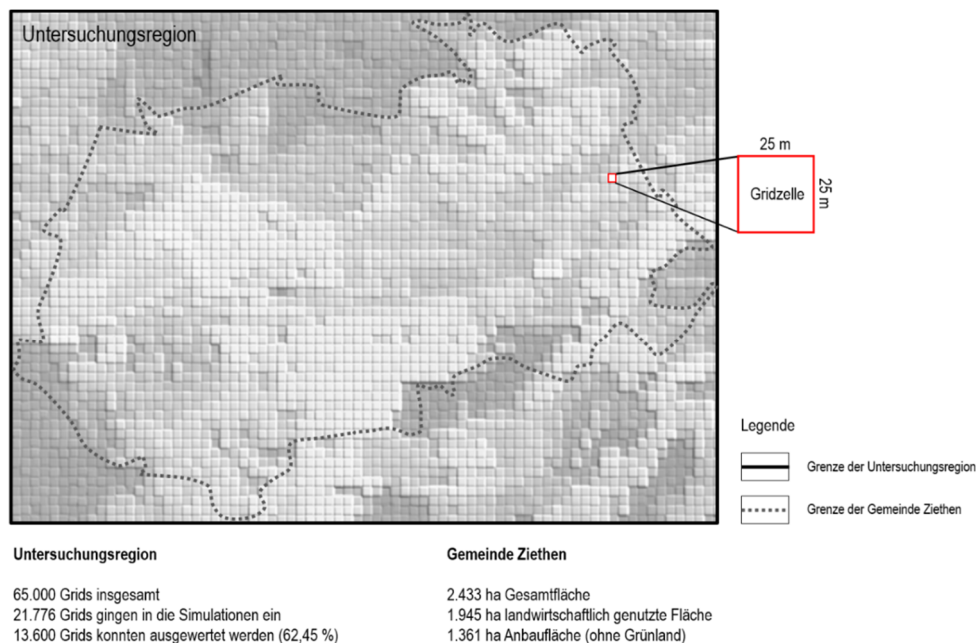 Untersuchungsregion
25 m
25 m
Gridzelle
Legende
Grenze der Untersuchungsregion
Grenze der Gemeinde Ziethen
Untersuchungsregion
65.000 Grids insgesamt
21.776 Grids gingen in die Simulationen ein
13.600 Grids konnten ausgewertet werden (62,45 %)
Gemeinde Ziethen
2.433 ha Gesamtfläche
1.945 ha landwirtschaftlich genutzte Fläche
1.361 ha Anbaufläche (ohne Grünland)